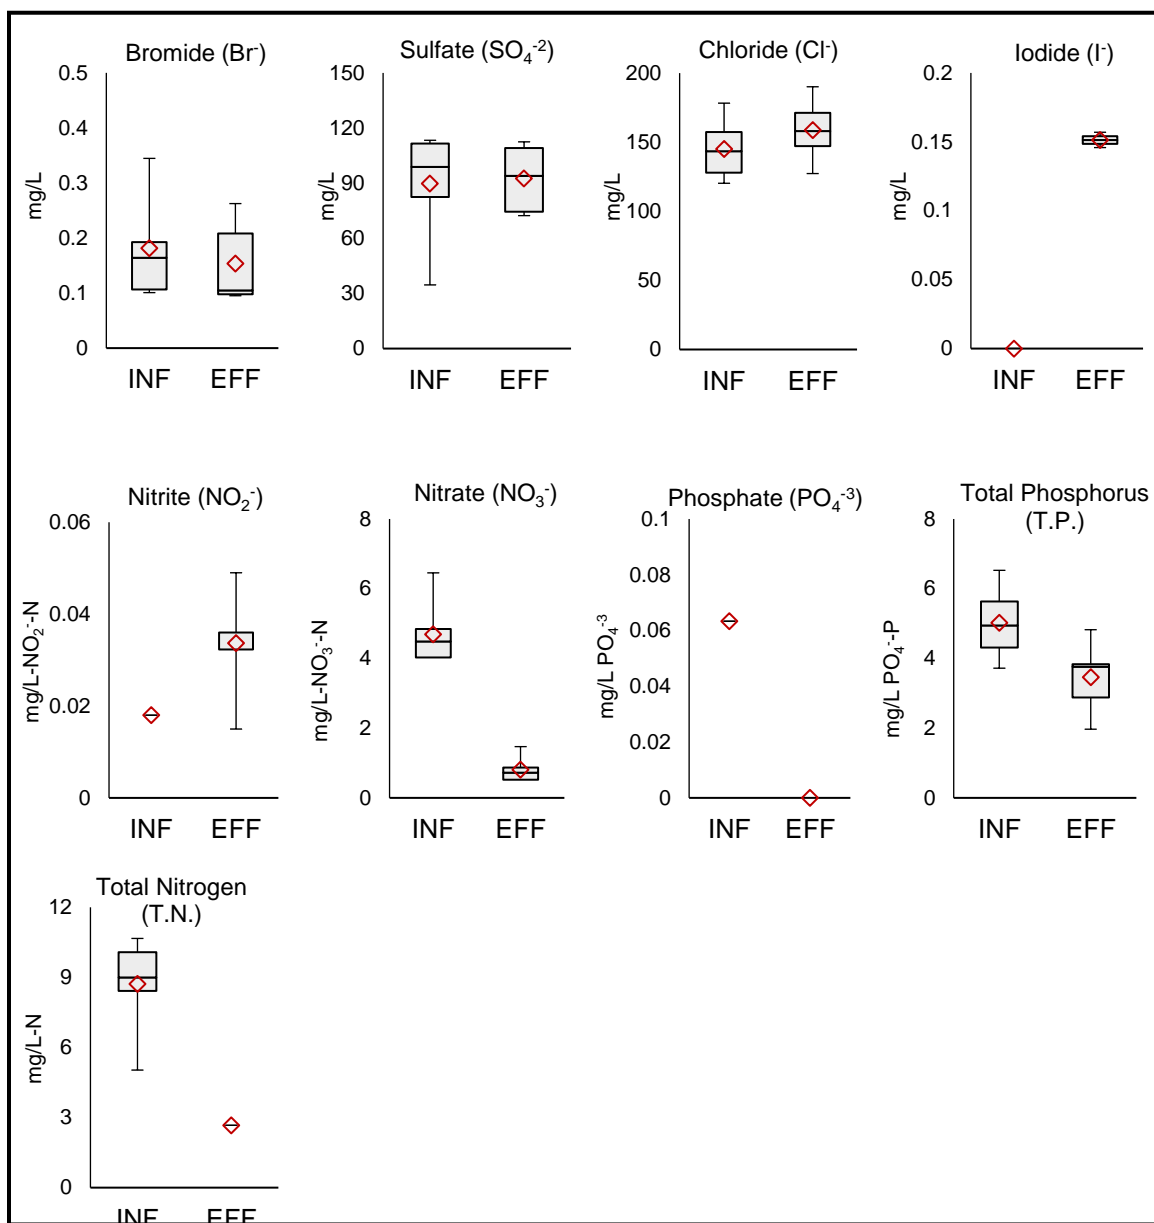 Bromide (Br⁻)
0.5
0.4
0.3
0.2
0.1
0
mg/L
INF EFF
Sulfate (SO₄⁻²)
150
120
90
60
30
0
mg/L
INF EFF
Chloride (Cl⁻)
200
150
100
50
0
mg/L
INF EFF
Iodide (I⁻)
0.2
0.15
0.1
0.05
0
mg/L
INF EFF
Nitrite (NO₂⁻)
0.06
0.04
0.02
0
mg/L-NO₂⁻-N
INF EFF
Nitrate (NO₃⁻)
8
6
4
2
0
mg/L-NO₃⁻-N
INF EFF
Phosphate (PO₄⁻³)
0.1
0.08
0.06
0.04
0.02
0
mg/L PO₄⁻³
INF EFF
Total Phosphorus
(T.P.)
8
6
4
2
0
mg/L PO₄⁻-P
INF EFF
Total Nitrogen
(T.N.)
12
9
6
3
0
mg/L-N
INF EFF